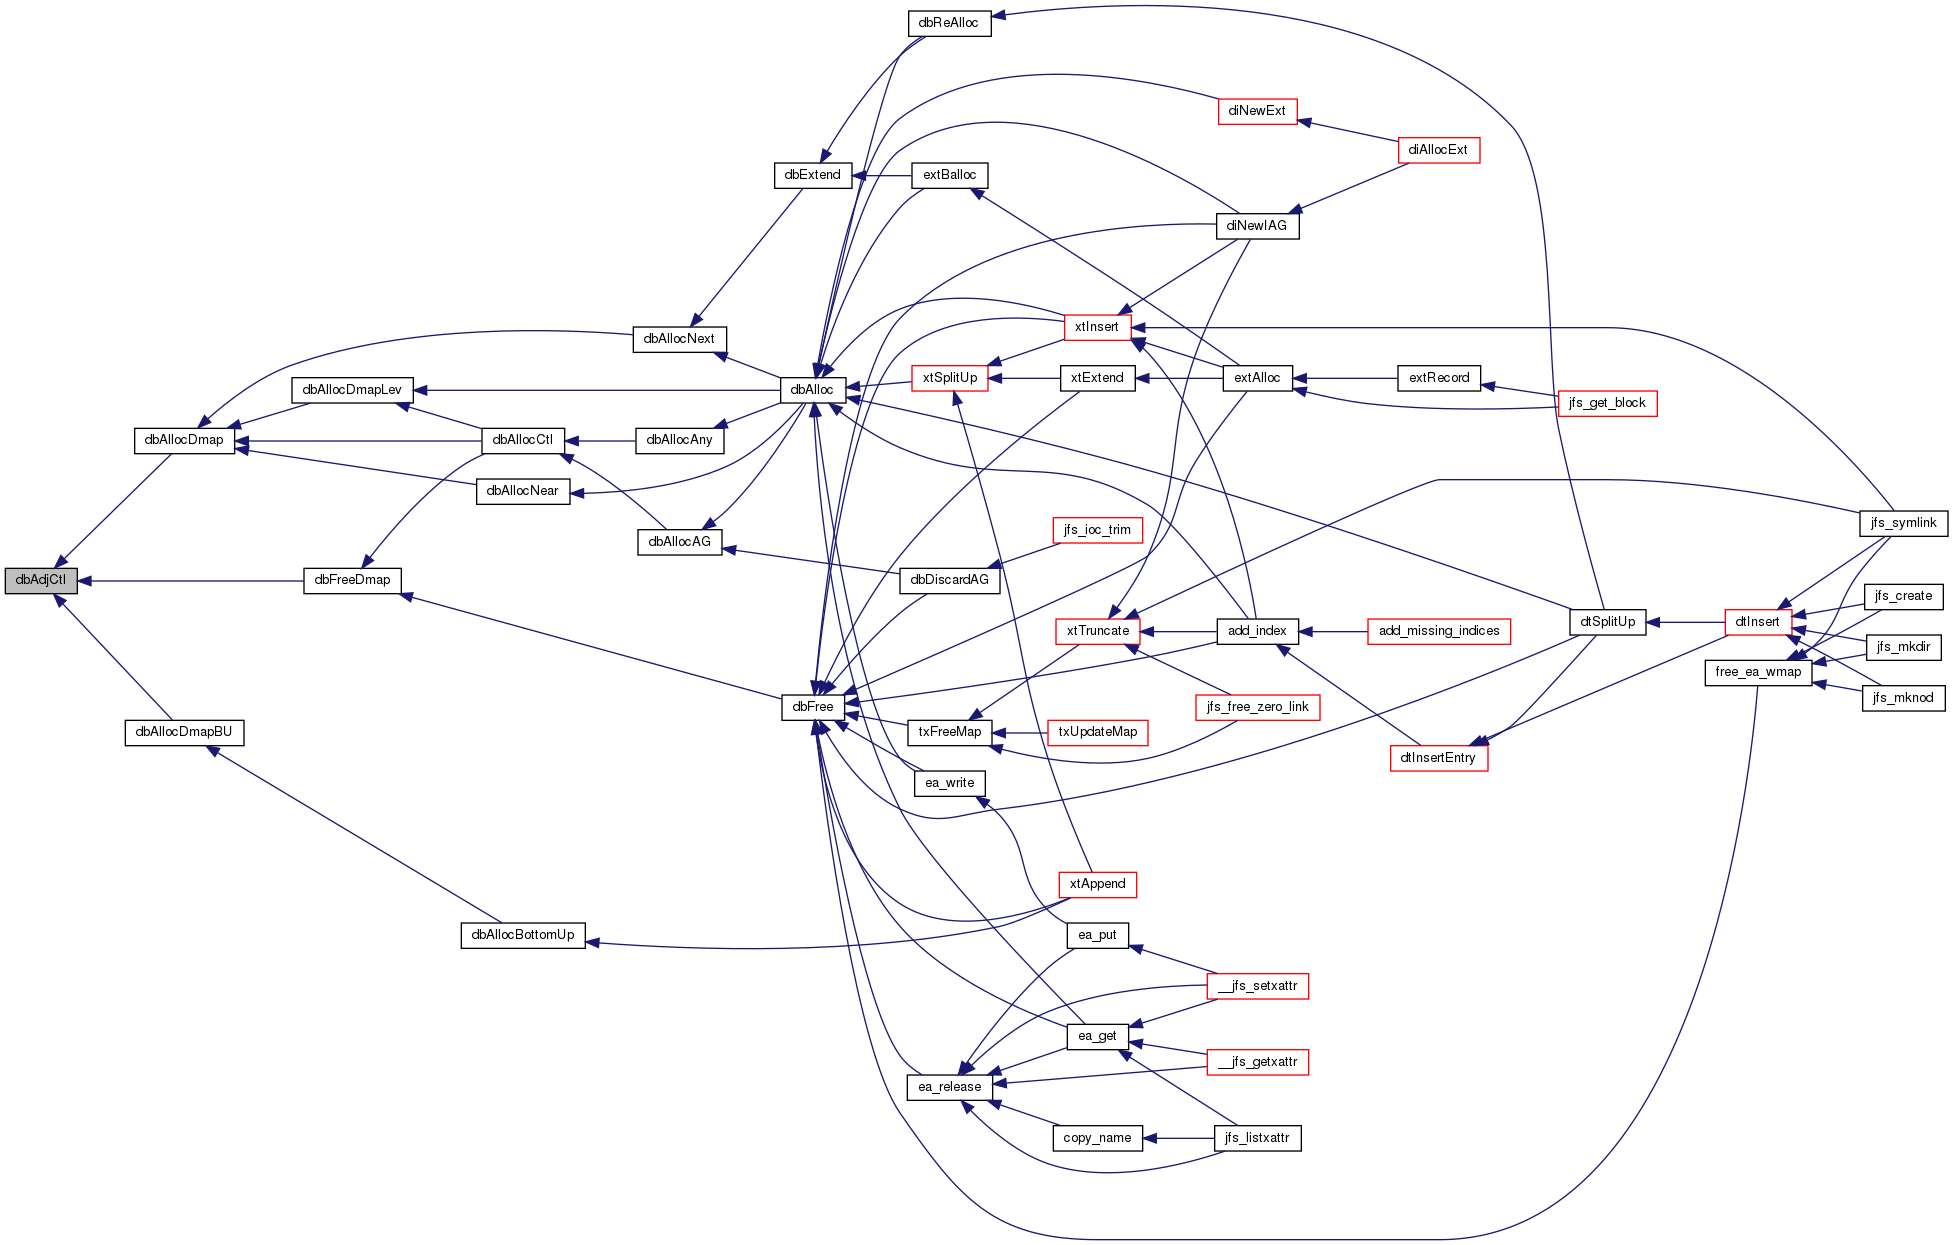 dbReAlloc
diNewExt
diAllocExt
dbExtend
extBalloc
diNewIAG
dbAllocNext
xtInsert
dbAllocDmapLev
dbAlloc
xtSplitUp
xtExtend
extAlloc
extRecord
jfs_get_block
dbAllocDmap
dbAllocCtl
dbAllocAny
dbAllocNear
jfs_symlink
dbAllocAG
jfs_ioc_trim
dbAdjCtl
dbFreeDmap
dbDiscardAG
jfs_create
xtTruncate
add_index
add_missing_indices
dtSplitUp
dtInsert
jfs_mkdir
free_ea_wmap
jfs_mknod
dbFree
jfs_free_zero_link
dbAllocDmapBU
txFreeMap
txUpdateMap
dtInsertEntry
ea_write
xtAppend
dbAllocBottomUp
ea_put
__jfs_setxattr
ea_get
__jfs_getxattr
ea_release
copy_name
jfs_listxattr